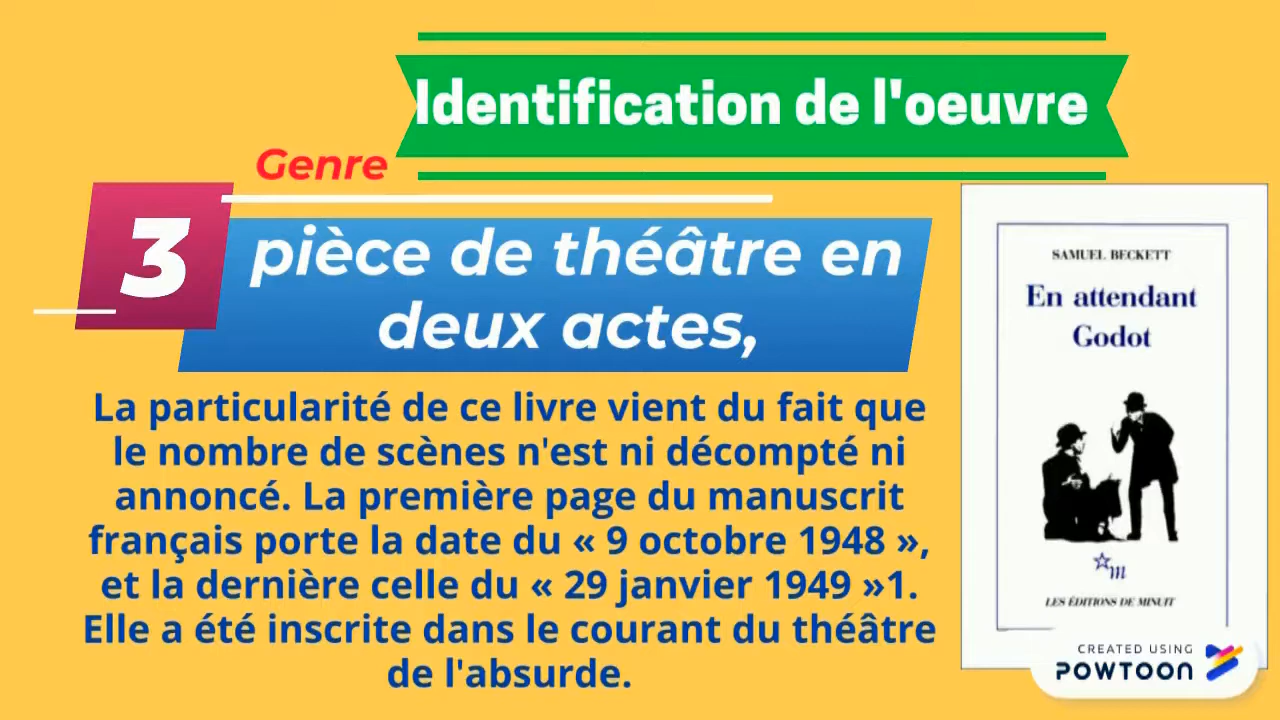 Identification de l'oeuvre
Genre
3
pièce de théâtre en
deux actes,
La particularité de ce livre vient du fait que
le nombre de scènes n'est ni décompté ni
annoncé. La première page du manuscrit
français porte la date du « 9 octobre 1948 »,
et la dernière celle du « 29 janvier 1949 »1.
Elle a été inscrite dans le courant du théâtre
de l'absurde.
SAMUEL BECKETT
En attendant
Godot
m
LES ÉDITIONS DE MINUIT
CREATED USING
POWTOON